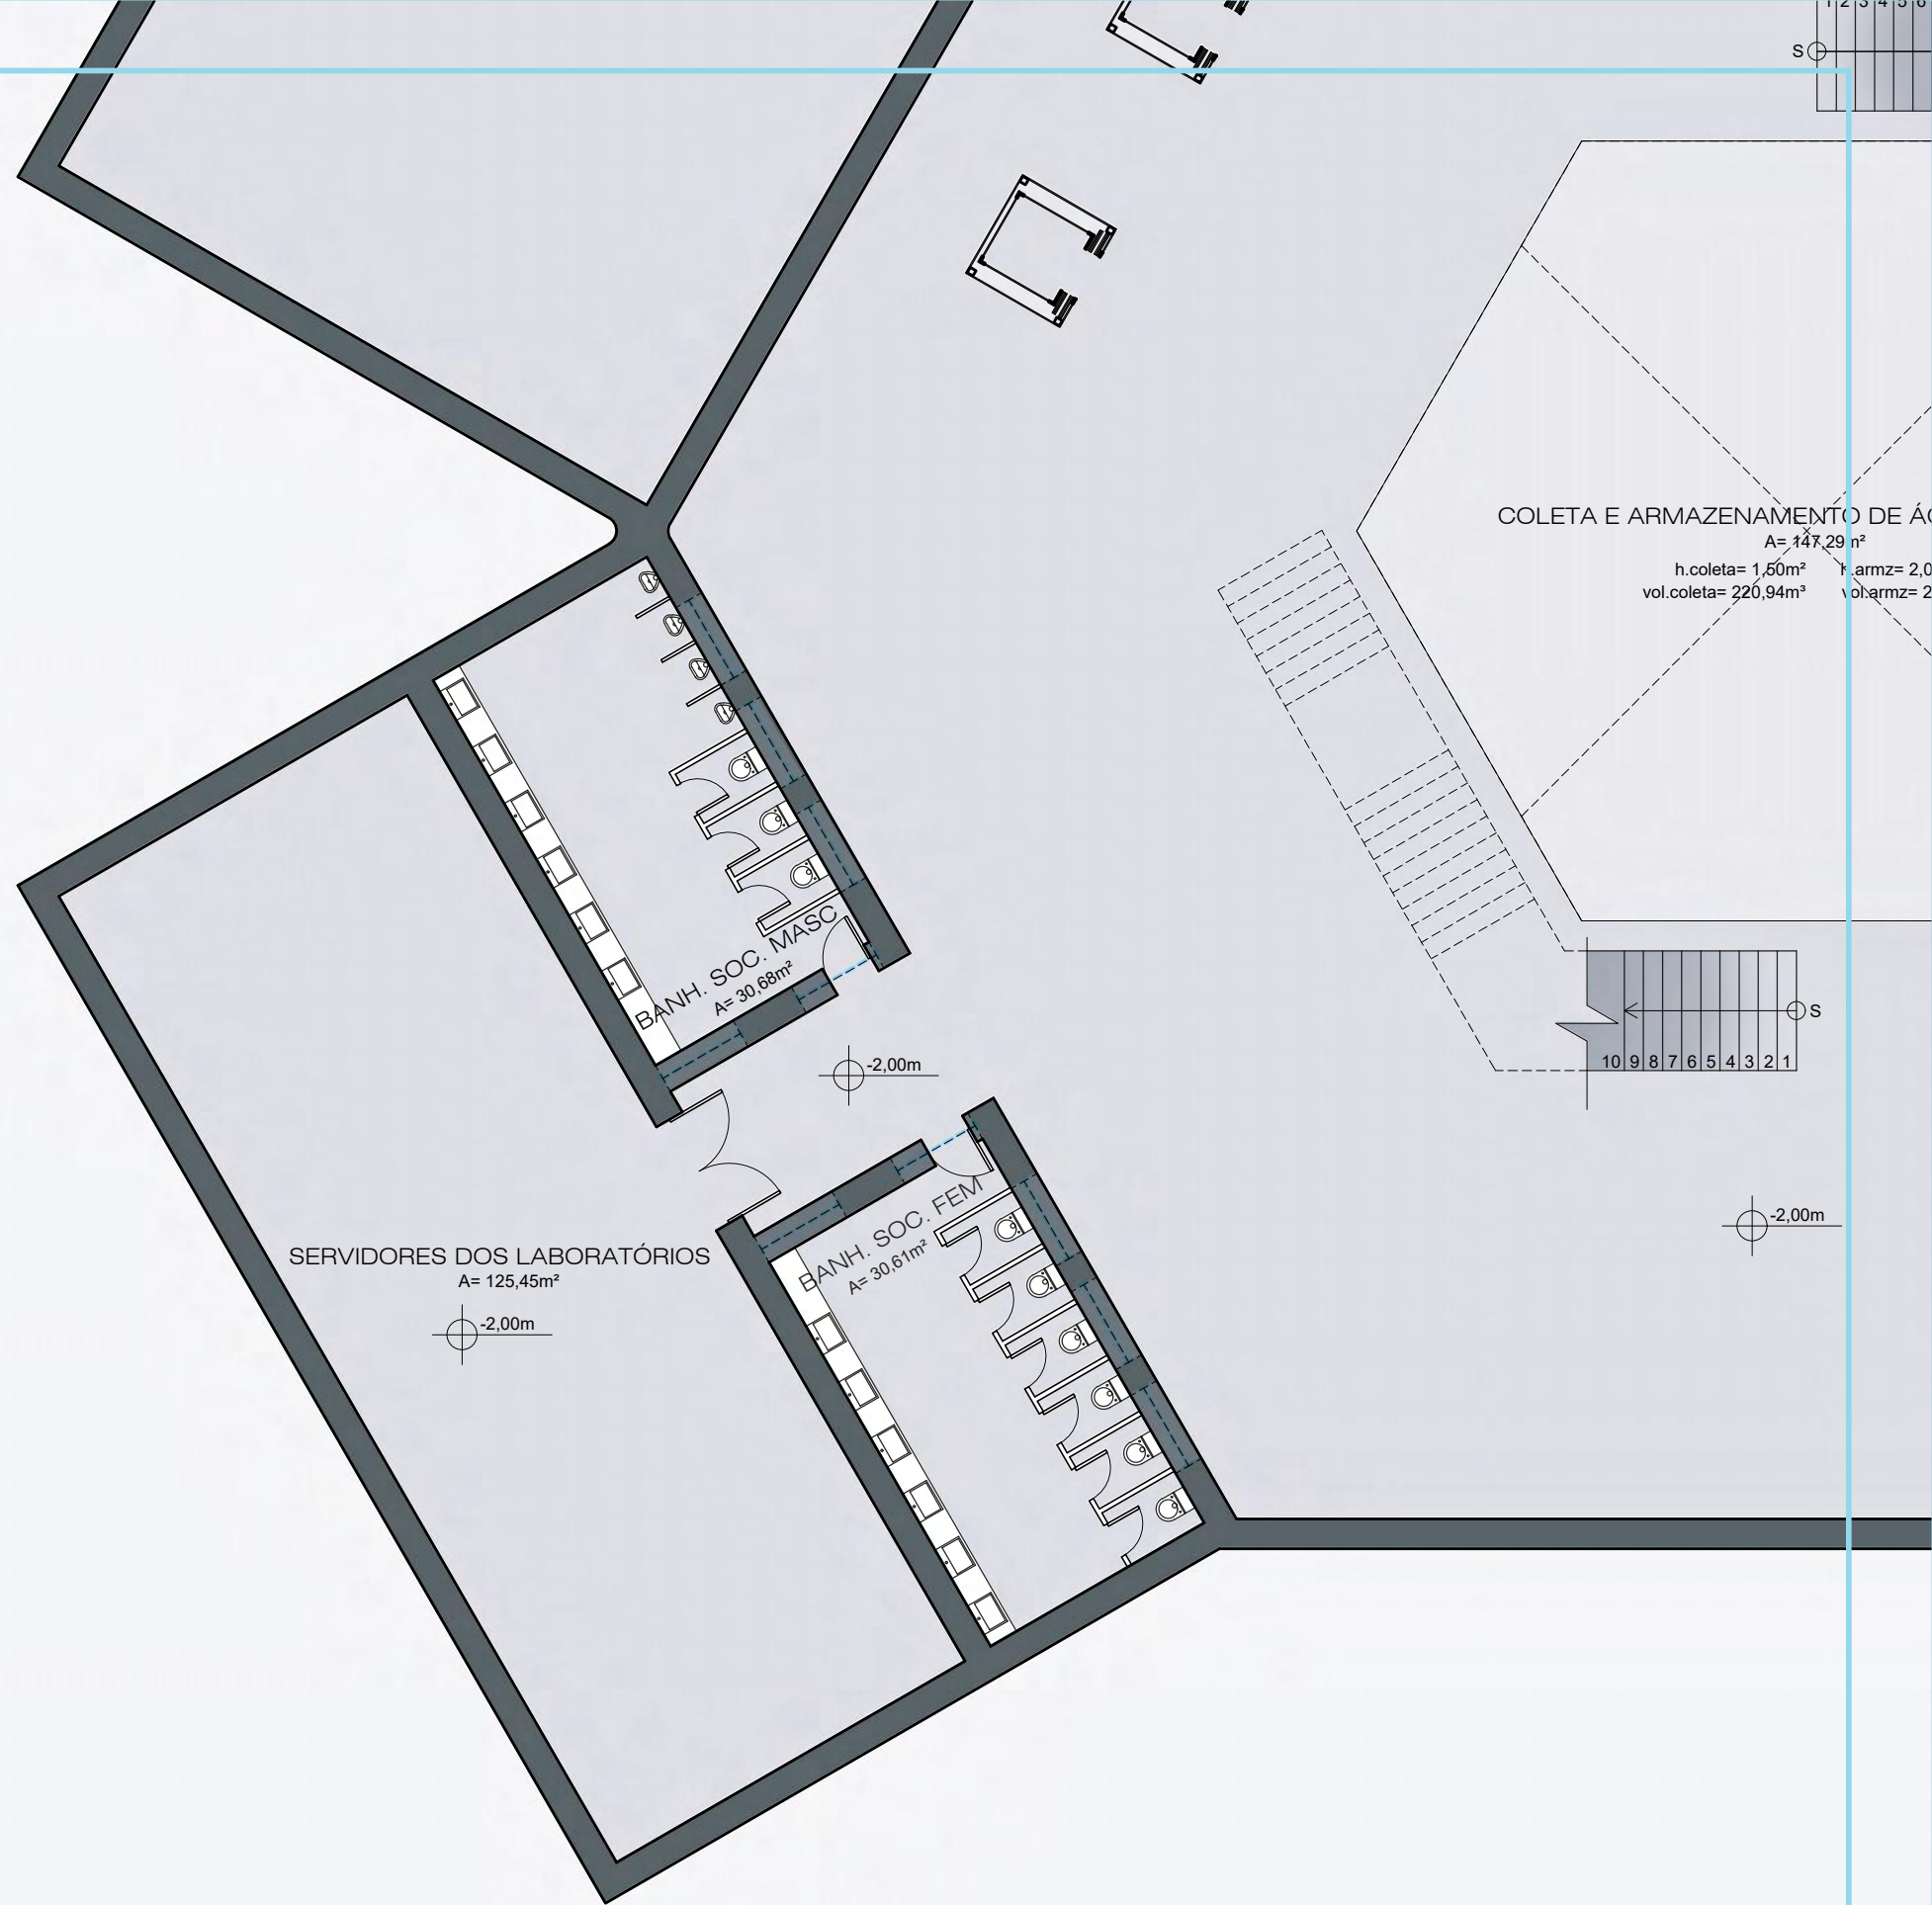 1 2 3 4 5 6
S
COLETA E ARMAZENAMENTO DE
A= 147,29m²
h.coleta= 1,50m² h.armz= 2,0
vol.coleta= 220,94m³ vol.armz= 2
BANH. SOC. MASC
A= 30,68m²
S
10 9 8 7 6 5 4 3 2 1
-2,00m
BANH. SOC. FEM
A= 30,61m²
-2,00m
SERVIDORES DOS LABORATÓRIOS
A= 125,45m²
-2,00m